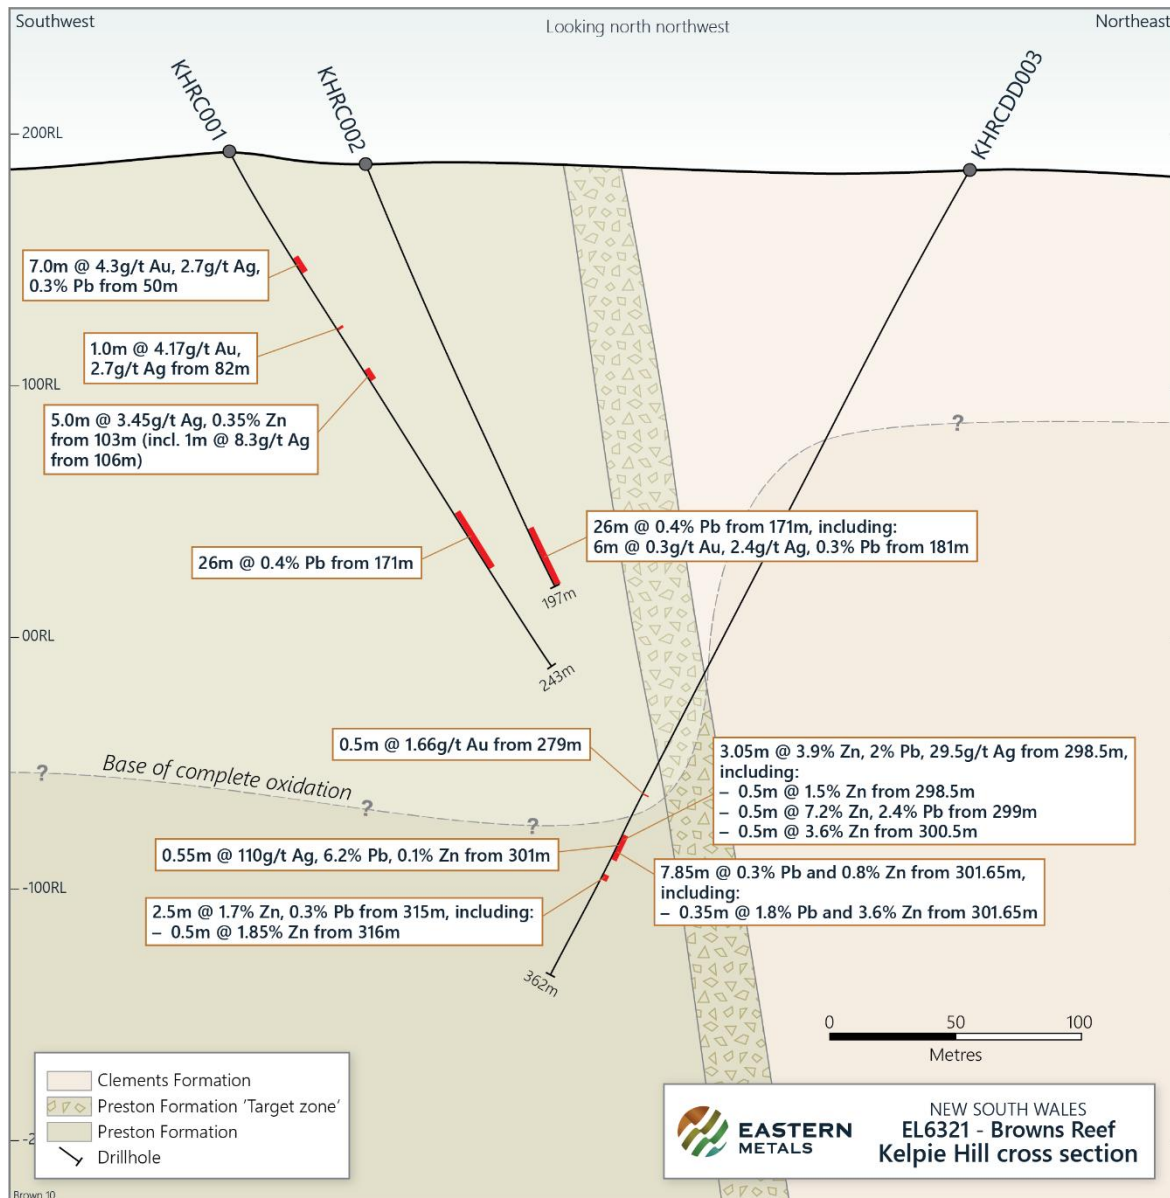 Southwest
Looking north northwest
Northeast
KHRC001
KHRC002
KHRCDD003
200RL
7.0m @ 4.3g/t Au, 2.7g/t Ag,
0.3% Pb from 50m
1.0m @ 4.17g/t Au,
2.7g/t Ag from 82m
100RL
5.0m @ 3.45g/t Ag, 0.35% Zn
from 103m (incl. 1m @ 8.3g/t Ag
from 106m)
?
26m @ 0.4% Pb from 171m
26m @ 0.4% Pb from 171m, including:
6m @ 0.3g/t Au, 2.4g/t Ag, 0.3% Pb from 181m
197m
00RL
243m
0.5m @ 1.66g/t Au from 279m
3.05m @ 3.9% Zn, 2% Pb, 29.5g/t Ag from 298.5m,
including:
– 0.5m @ 1.5% Zn from 298.5m
– 0.5m @ 7.2% Zn, 2.4% Pb from 299m
– 0.5m @ 3.6% Zn from 300.5m
Base of complete oxidation
?
?
?
0.55m @ 110g/t Ag, 6.2% Pb, 0.1% Zn from 301m
7.85m @ 0.3% Pb and 0.8% Zn from 301.65m,
including:
– 0.35m @ 1.8% Pb and 3.6% Zn from 301.65m
-100RL
2.5m @ 1.7% Zn, 0.3% Pb from 315m, including:
– 0.5m @ 1.85% Zn from 316m
362m
0 50 100
Metres
Clements Formation
Preston Formation 'Target zone'
Preston Formation
Drillhole
-2
EASTERN
METALS
NEW SOUTH WALES
EL6321 - Browns Reef
Kelpie Hill cross section
Brown 10